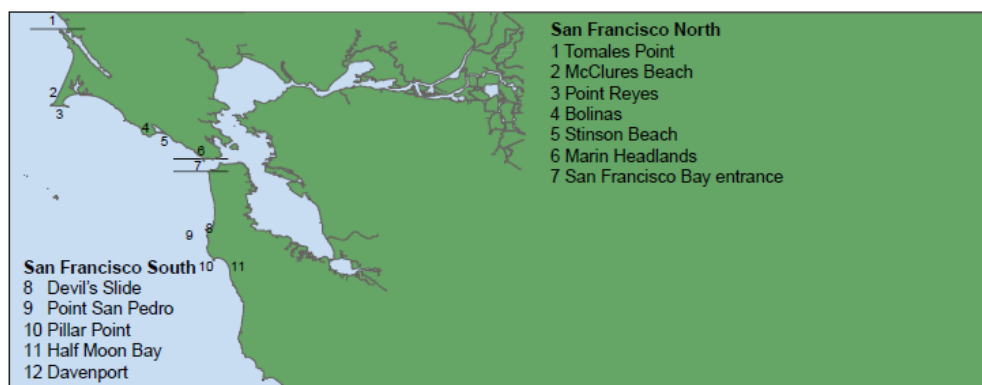 1
San Francisco North
1 Tomales Point
2 McClures Beach
3 Point Reyes
4 Bolinas
5 Stinson Beach
6 Marin Headlands
7 San Francisco Bay entrance
2
3
4
5
6
7
8
9
10
11
San Francisco South
8 Devil's Slide
9 Point San Pedro
10 Pillar Point
11 Half Moon Bay
12 Davenport